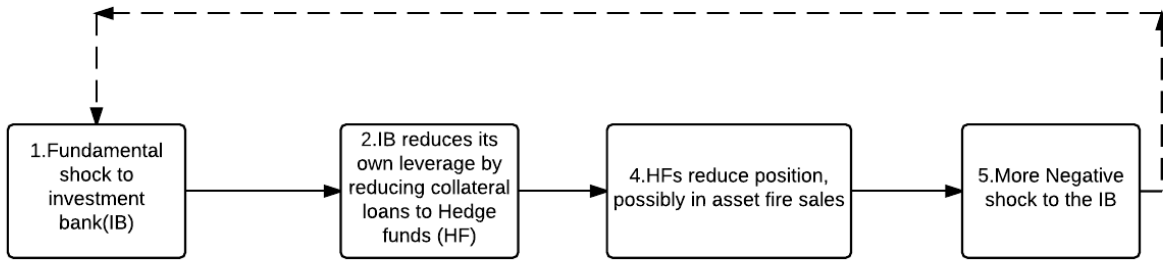 1.Fundamental
shock to
investment
bank(IB)
2.IB reduces its
own leverage by
reducing collateral
loans to Hedge
funds (HF)
4.HFs reduce position,
possibly in asset fire sales
5.More Negative
shock to the IB